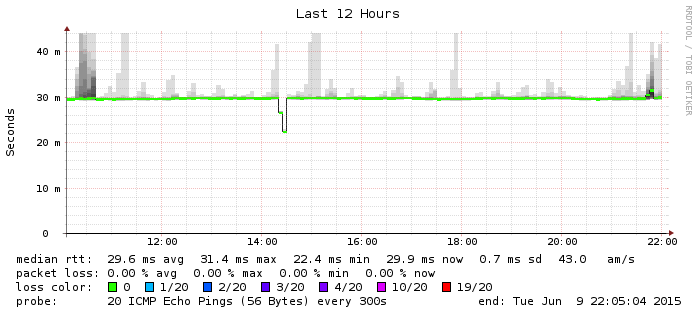 Last 12 Hours
RRDTOOL / TOBI OETIKER
Seconds
40 m
30 m
20 m
10 m
0
12:00 14:00 16:00 18:00 20:00 22:00
median rtt: 29.6 ms avg 31.4 ms max 22.4 ms min 29.9 ms now 0.7 ms sd 43.0 am/s
packet loss: 0.00 % avg 0.00 % max 0.00 % min 0.00 % now
loss color: 0 1/20 2/20 3/20 4/20 10/20 19/20
probe: 20 ICMP Echo Pings (56 Bytes) every 300s end: Tue Jun 9 22:05:04 2015